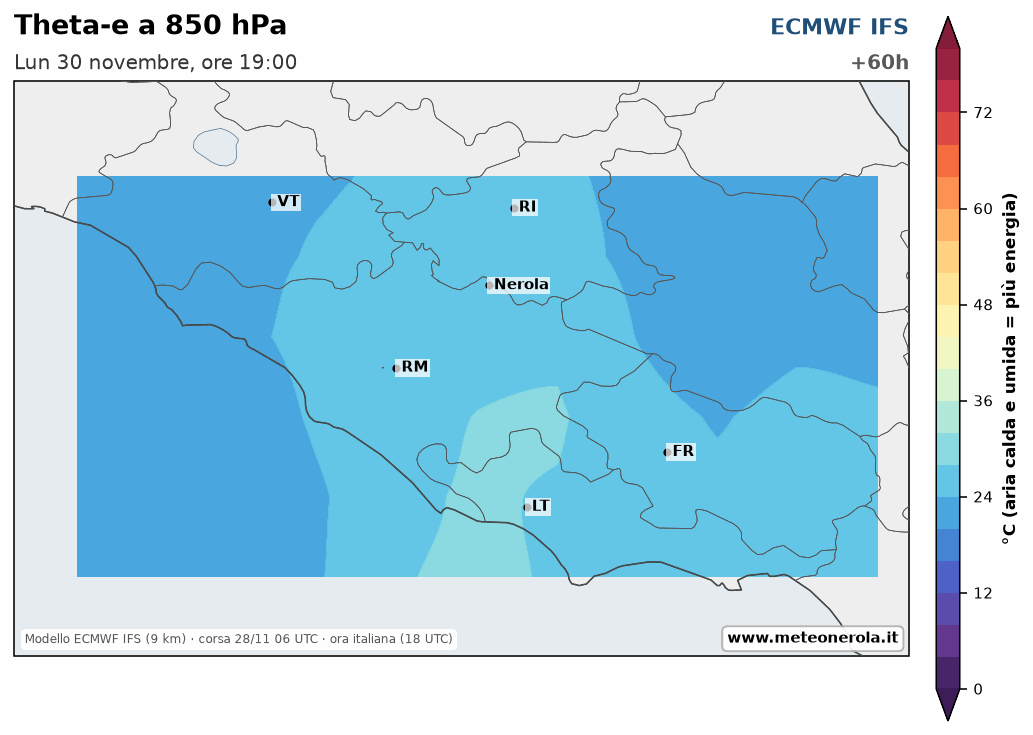 Theta-e a 850 hPa
ECMWF IFS
Lun 30 novembre, ore 19:00
+60h
VT
RI
Nerola
RM
FR
LT
72
60
48
36
24
12
0
°C (aria calda e umida = più energia)
Modello ECMWF IFS (9 km) · corsa 28/11 06 UTC · ora italiana (18 UTC)
www.meteonerola.it